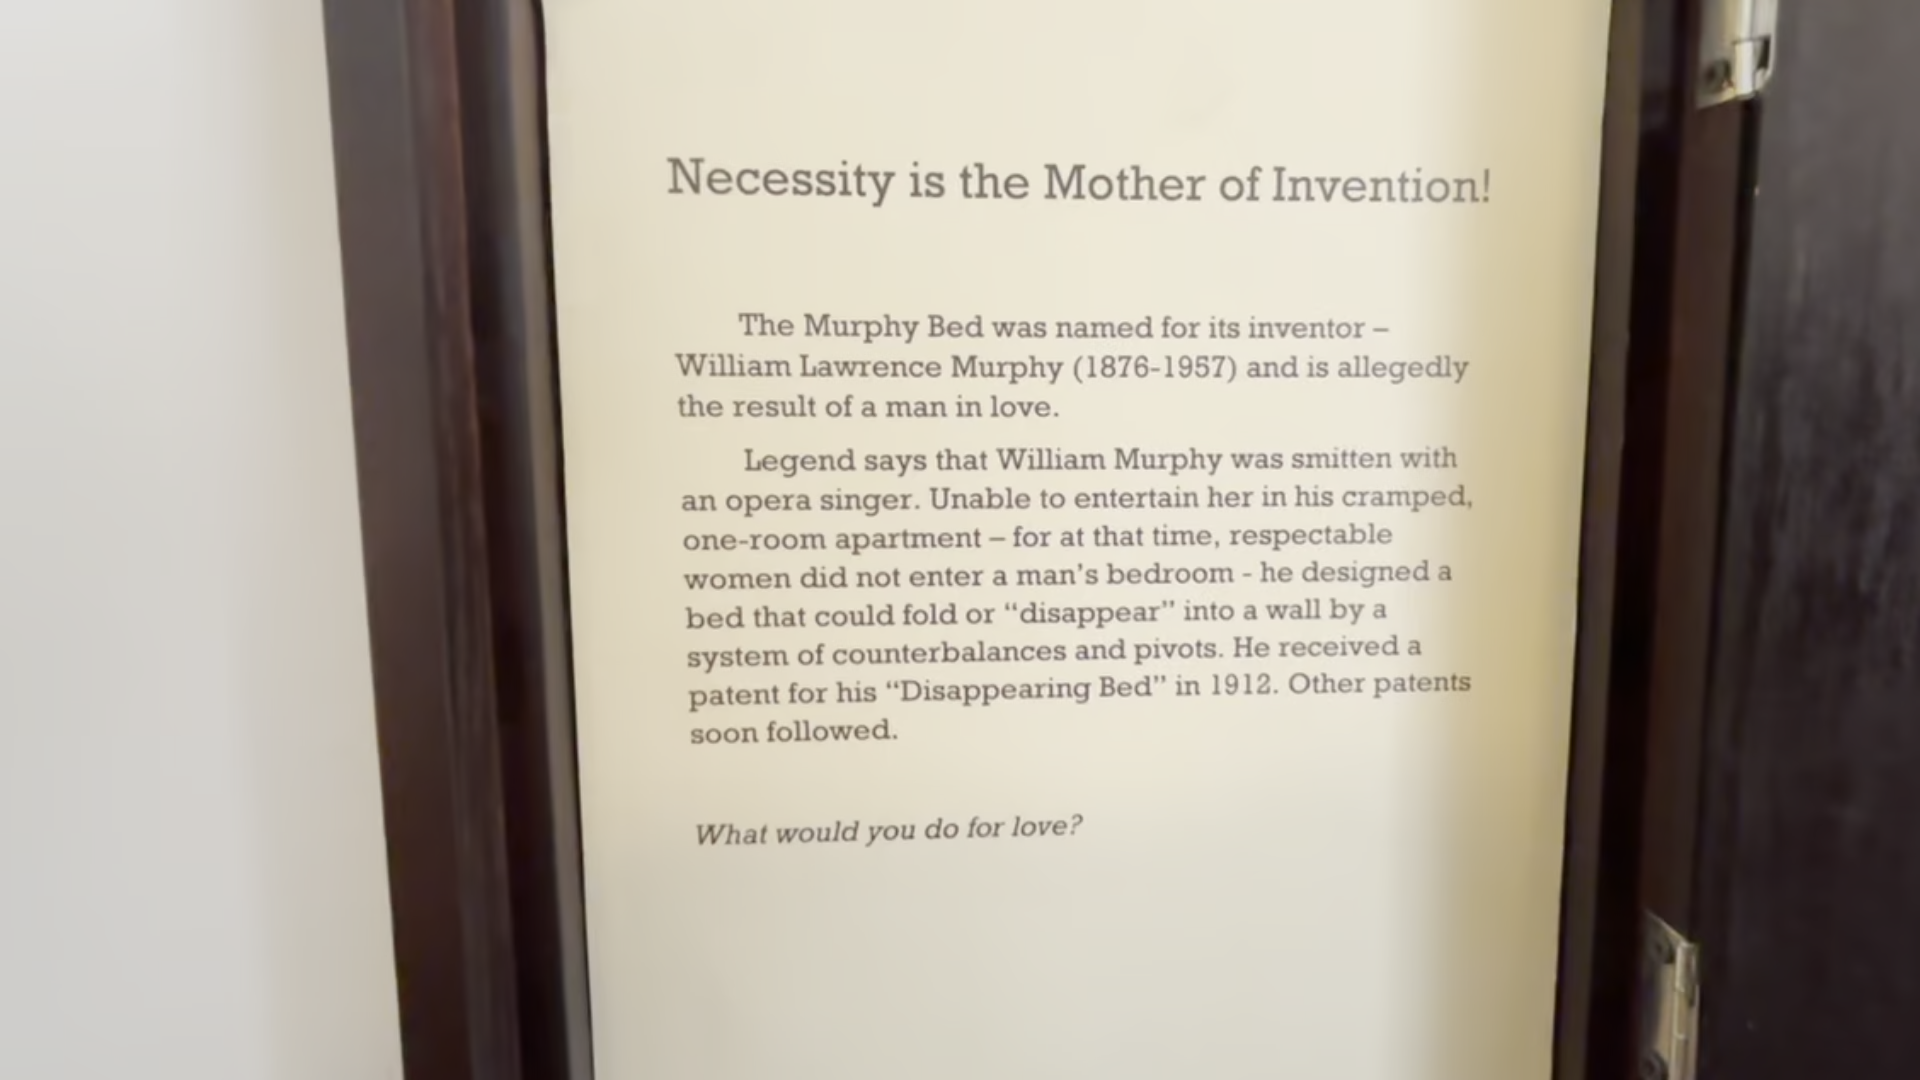 Necessity is the Mother of Invention!
The Murphy Bed was named for its inventor –
William Lawrence Murphy (1876-1957) and is allegedly
the result of a man in love.
Legend says that William Murphy was smitten with
an opera singer. Unable to entertain her in his cramped,
one-room apartment – for at that time, respectable
women did not enter a man's bedroom - he designed a
bed that could fold or “disappear” into a wall by a
system of counterbalances and pivots. He received a
patent for his “Disappearing Bed” in 1912. Other patents
soon followed.
What would you do for love?